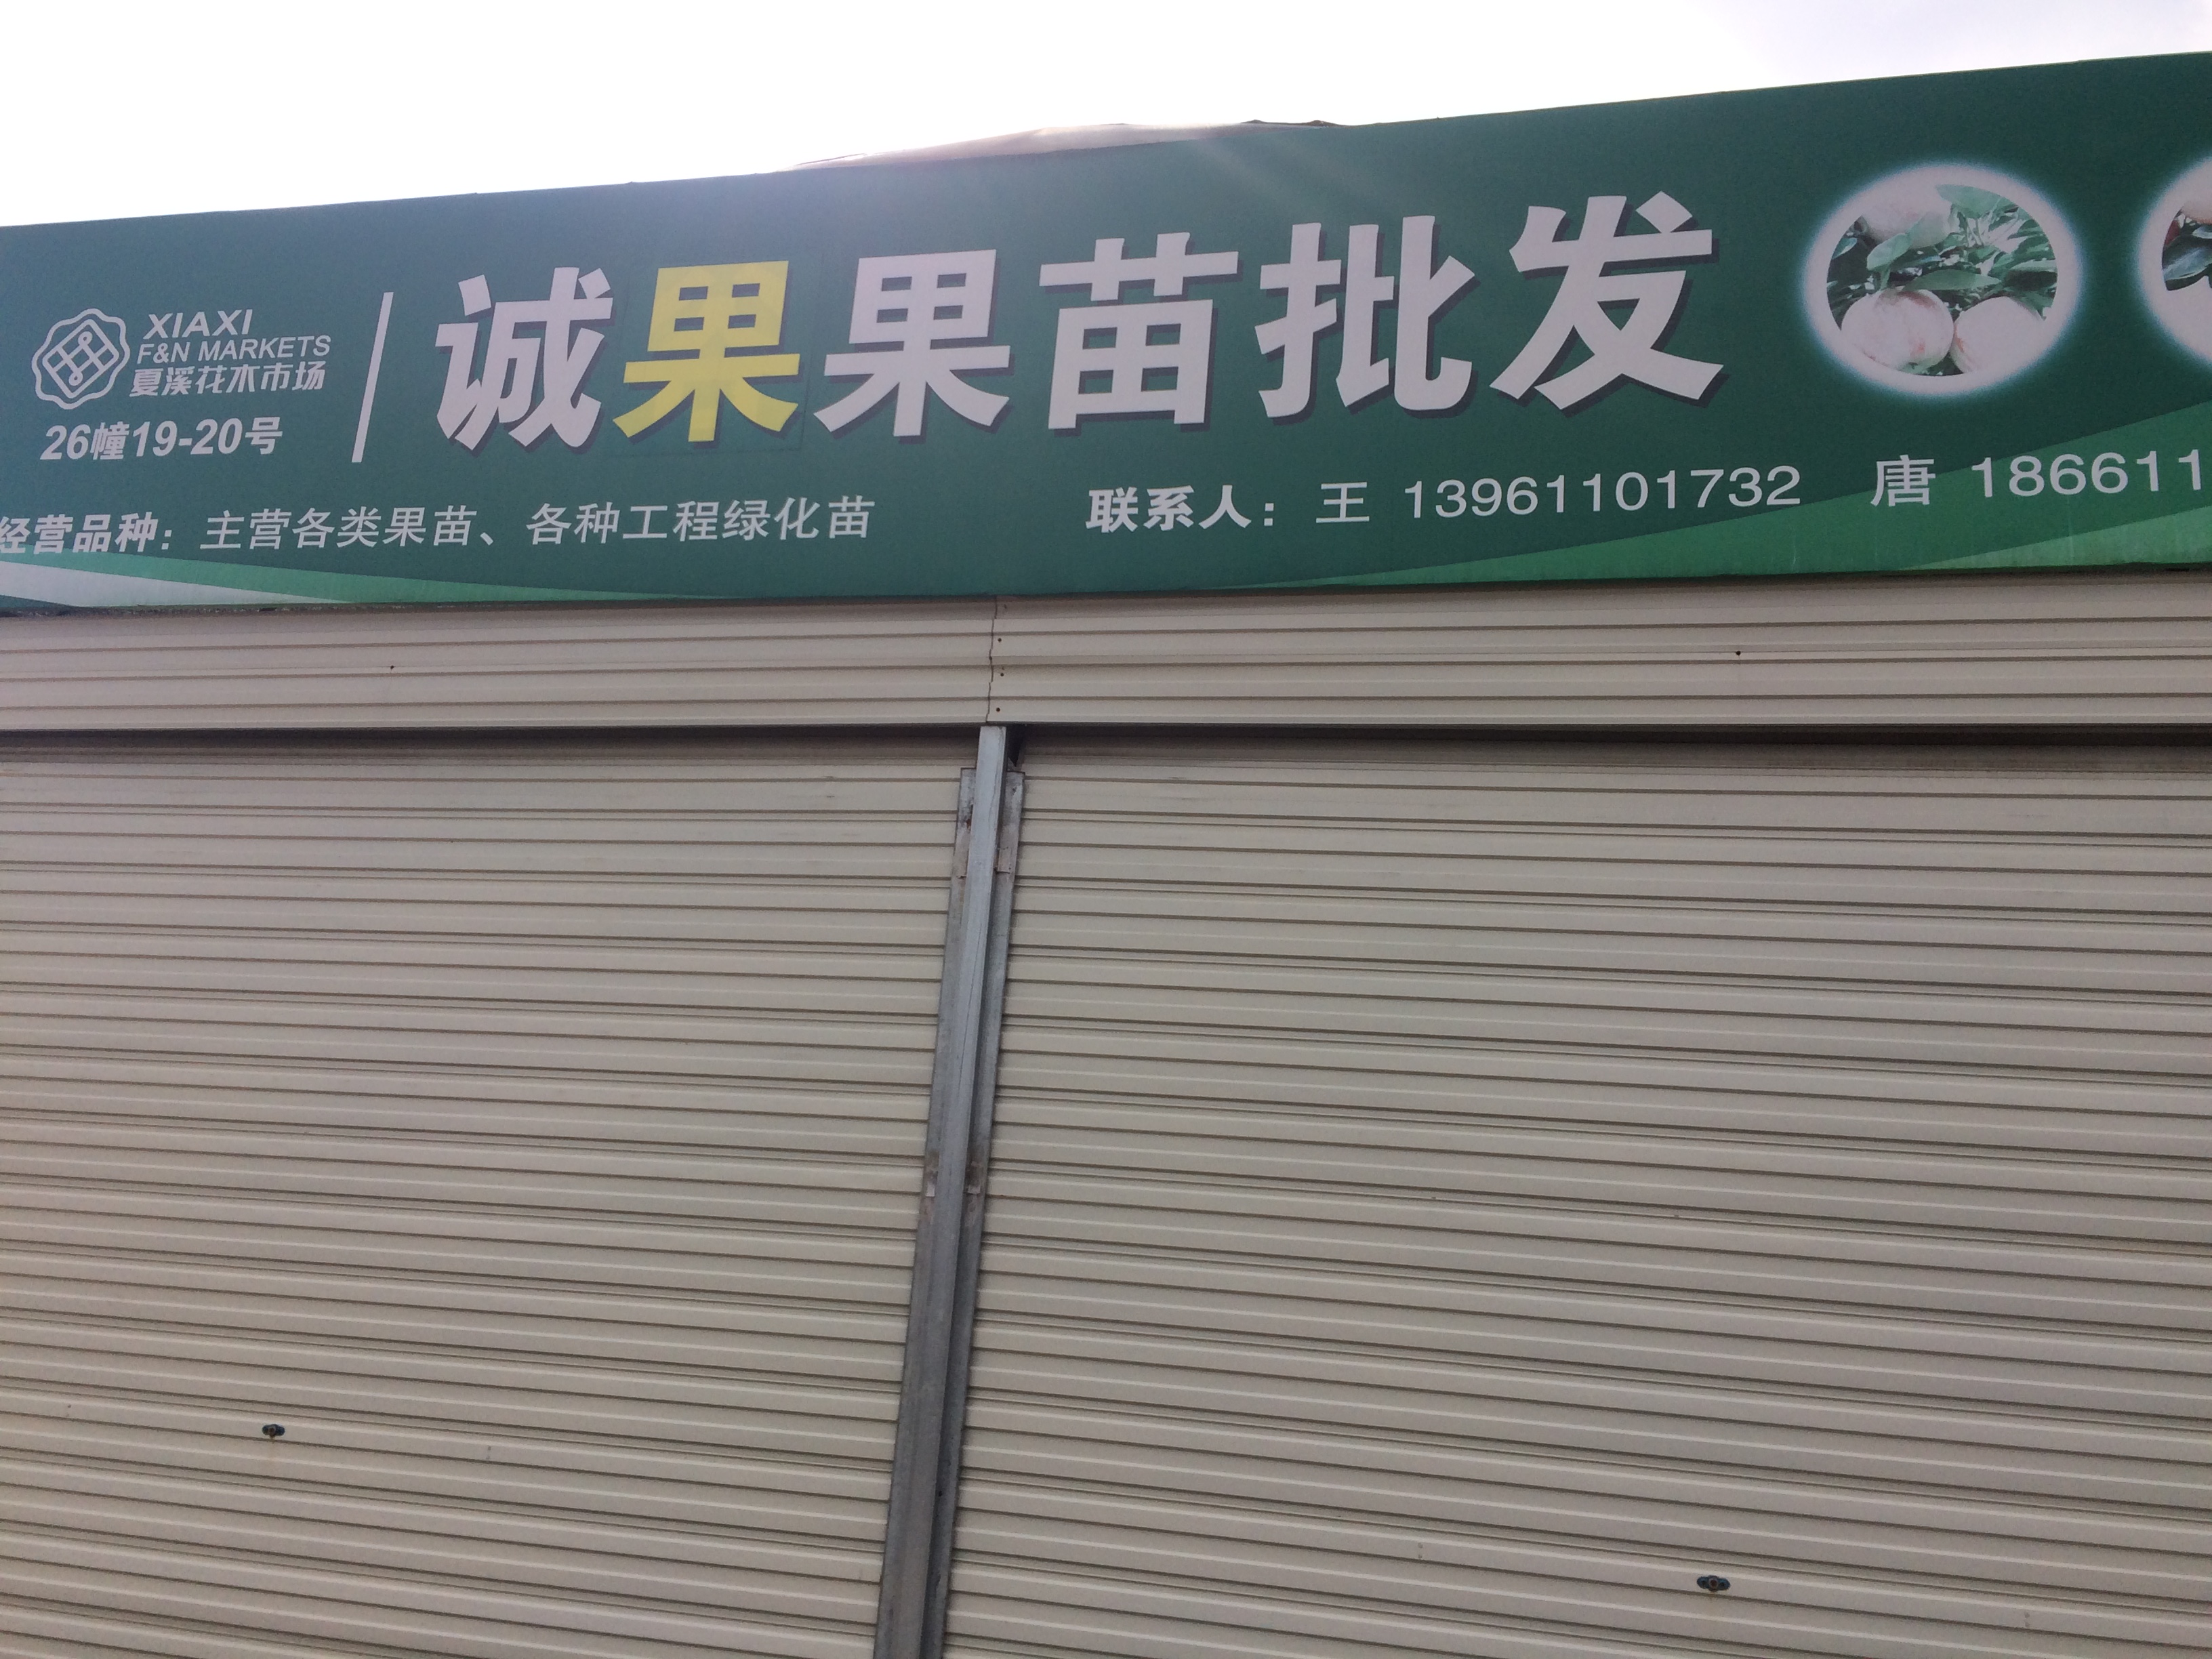 XIAXI
F&N MARKETS
夏溪花木市场
26幢19-20号
诚果果苗批发
经营品种：主营各类果苗、各种工程绿化苗
联系人：王 13961101732 唐 186611